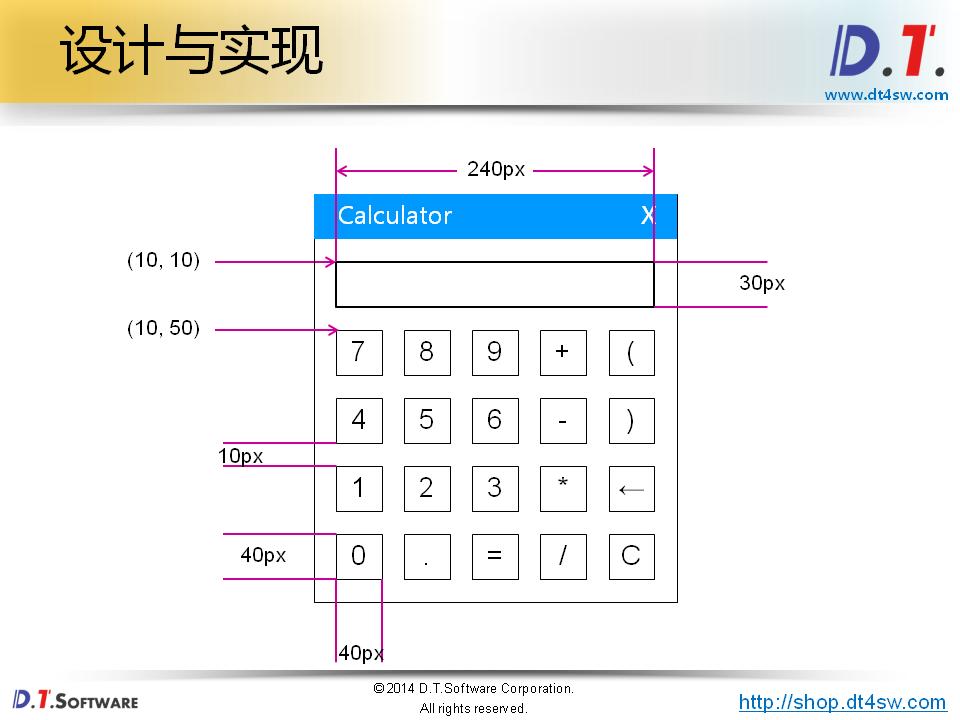 设计与实现
D.T.
www.dt4sw.com
240px
Calculator X
(10, 10)
30px
(10, 50)
7 8 9 + (
4 5 6 - )
10px
1 2 3 * ←
40px
0 . = / C
40px
©2014 D.T.Software Corporation.
All rights reserved.
D.T.SOFTWARE
http://shop.dt4sw.com